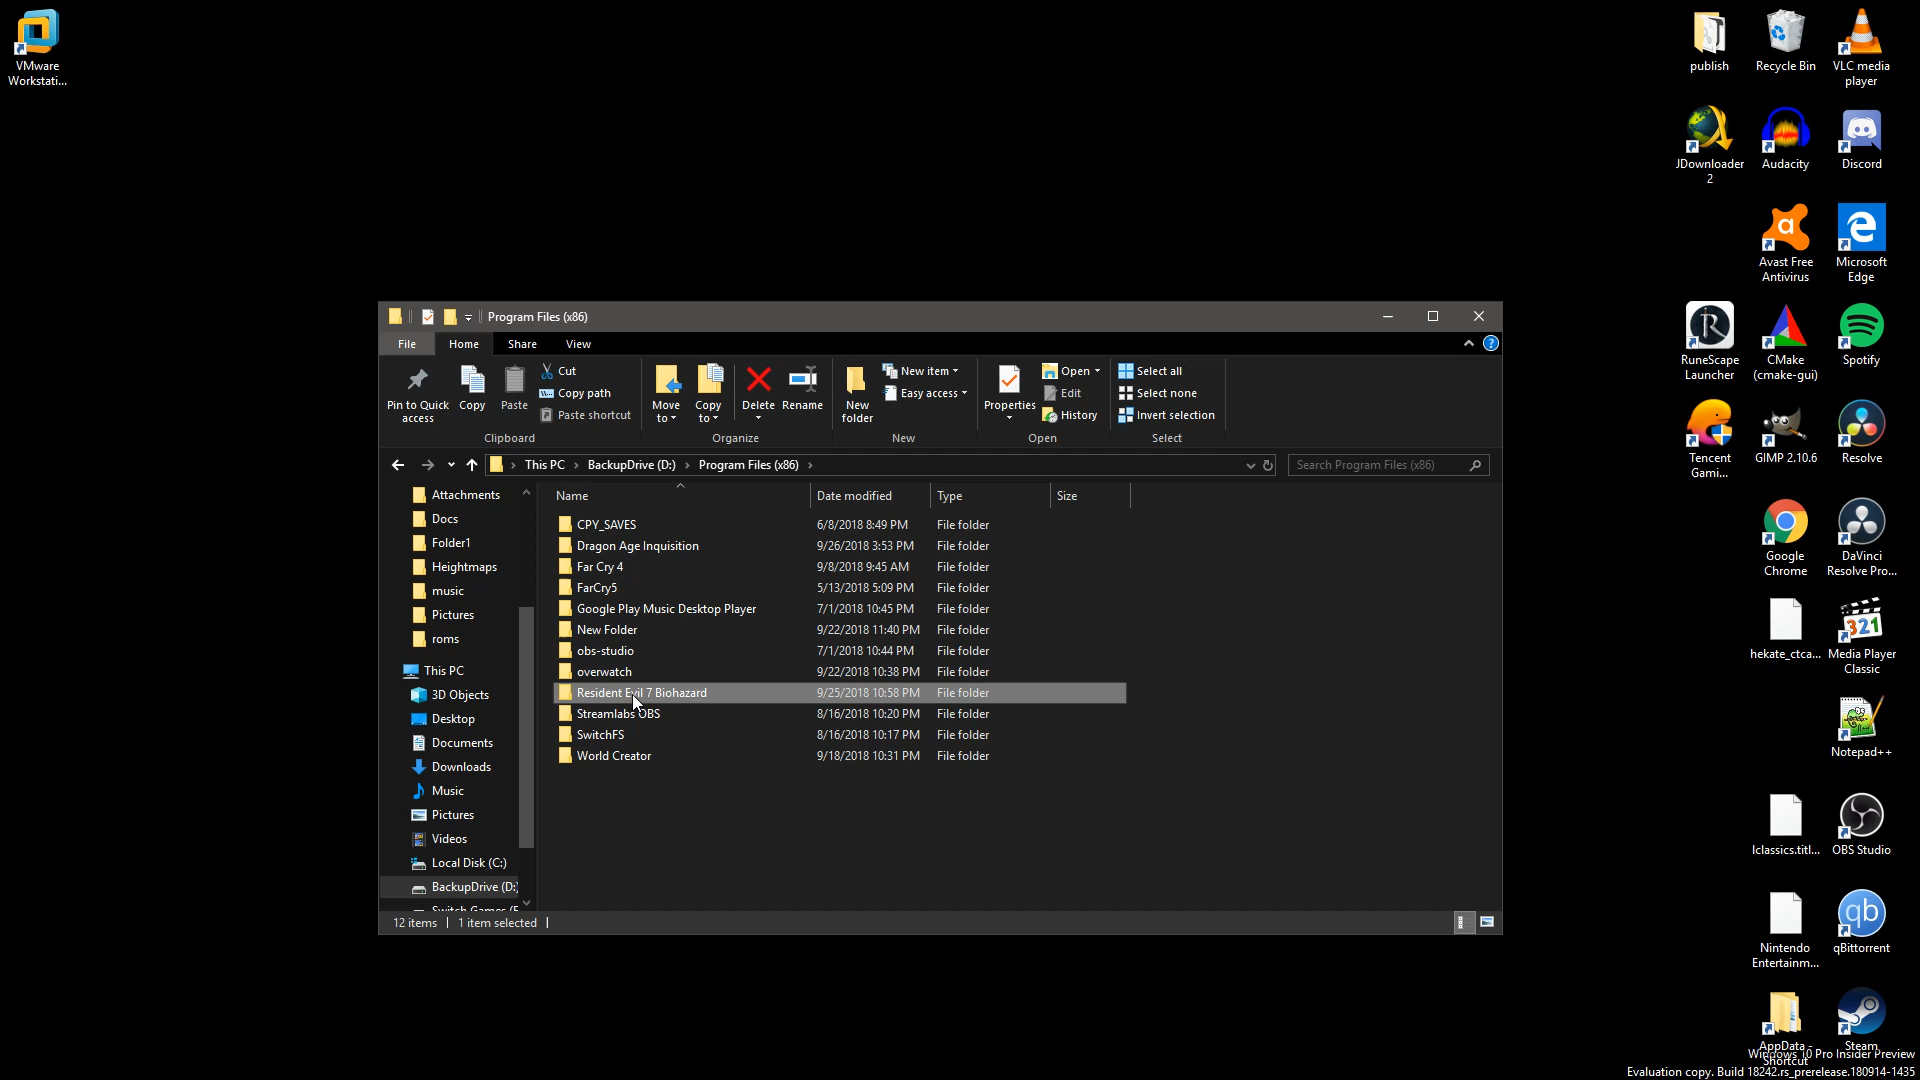 VMware
Workstati...
publish
Recycle Bin
VLC media
player
JDownloader
2
Audacity
Discord
Avast Free
Antivirus
Microsoft
Edge
RuneScape
Launcher
CMake
(cmake-gui)
Spotify
Tencent
Gami...
GIMP 2.10.6
Resolve
Google
Chrome
DaVinci
Resolve Pro...
hekate_ctca...
Media Player
Classic
Notepad++
lclassics.titl...
OBS Studio
Nintendo
Entertainm...
qBittorrent
AppData -
Shortcut
Steam
Program Files (x86)
File
Home
Share
View
Pin to Quick
access
Copy
Paste
Cut
Copy path
Paste shortcut
Clipboard
Move
to
Copy
to
Delete
Rename
Organize
New
folder
New item
Easy access
New
Properties
Open
Edit
History
Open
Select all
Select none
Invert selection
Select
This PC > BackupDrive (D:) > Program Files (x86) >
Search Program Files (x86)
Attachments
Docs
Folder1
Heightmaps
music
Pictures
roms
This PC
3D Objects
Desktop
Documents
Downloads
Music
Pictures
Videos
Local Disk (C:)
BackupDrive (D:)
Switch Games (F
Name Date modified Type Size
CPY_SAVES 6/8/2018 8:49 PM File folder
Dragon Age Inquisition 9/26/2018 3:53 PM File folder
Far Cry 4 9/8/2018 9:45 AM File folder
FarCry5 5/13/2018 5:09 PM File folder
Google Play Music Desktop Player 7/1/2018 10:45 PM File folder
New Folder 9/22/2018 11:40 PM File folder
obs-studio 7/1/2018 10:44 PM File folder
overwatch 9/22/2018 10:38 PM File folder
Resident Evil 7 Biohazard 9/25/2018 10:58 PM File folder
Streamlabs OBS 8/16/2018 10:20 PM File folder
SwitchFS 8/16/2018 10:17 PM File folder
World Creator 9/18/2018 10:31 PM File folder
12 items
1 item selected
Windows 10 Pro Insider Preview
Evaluation copy. Build 18242.rs_prerelease.180914-1435